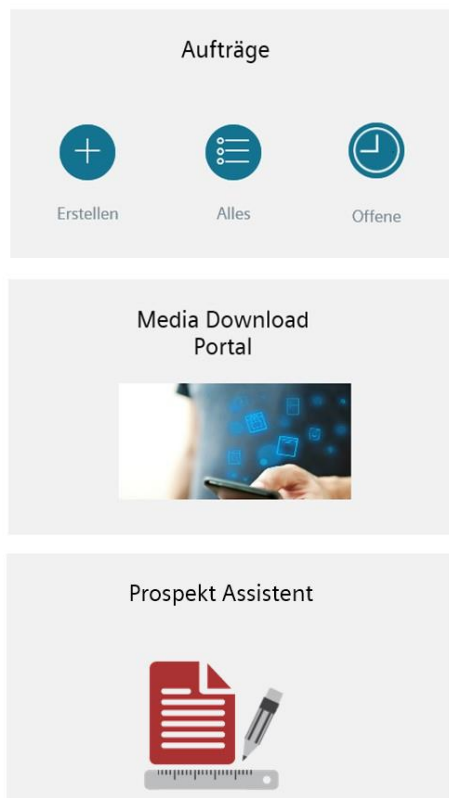 Aufträge
Erstellen Alles Offene
Media Download
Portal
Prospekt Assistent